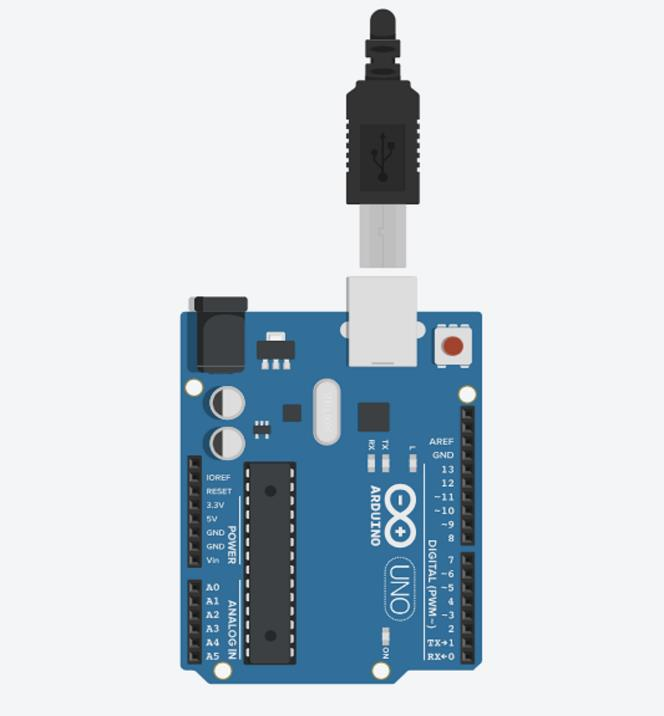 AREF
GND
13
12
~11
~10
~9
8
7
~6
~5
4
~3
2
TX→1
RX←0
DIGITAL (PWM~)
L
TX
RX
ARDUINO
UNO
ON
IOREF
RESET
3.3V
5V
GND
GND
Vin
POWER
A0
A1
A2
A3
A4
A5
ANALOG IN